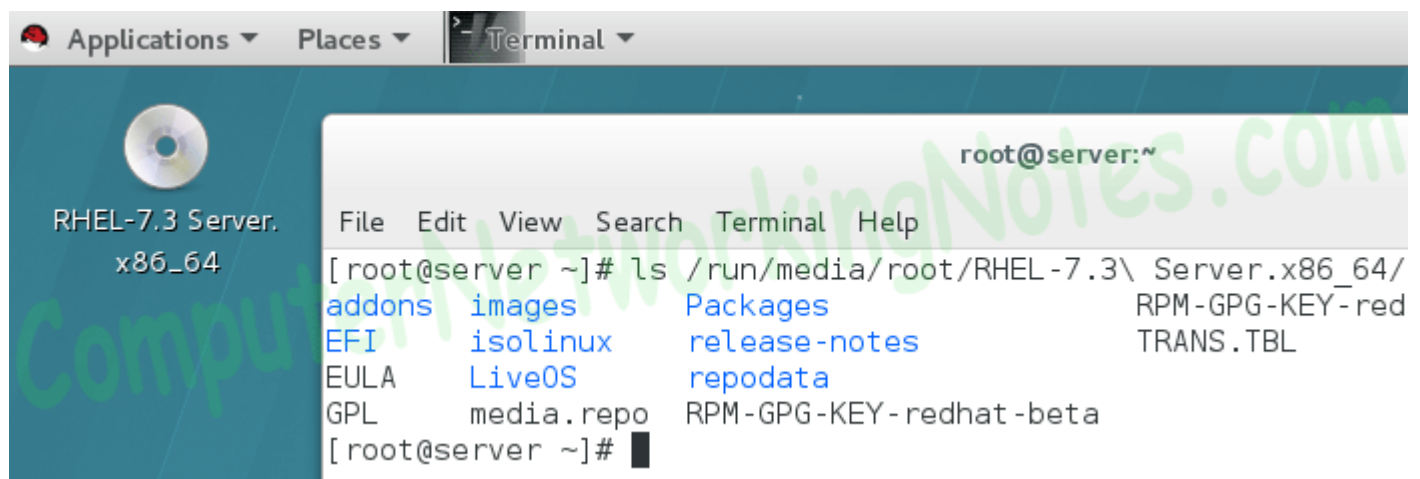 Applications Places Terminal
RHEL-7.3 Server.
x86_64
root@server:~
File Edit View Search Terminal Help
[root@server ~]# ls /run/media/root/RHEL-7.3\ Server.x86_64/
addons images Packages RPM-GPG-KEY-red
EFI isolinux release-notes TRANS.TBL
EULA LiveOS repodata
GPL media.repo RPM-GPG-KEY-redhat-beta
[root@server ~]#
ComputerNetworkingNotes.com